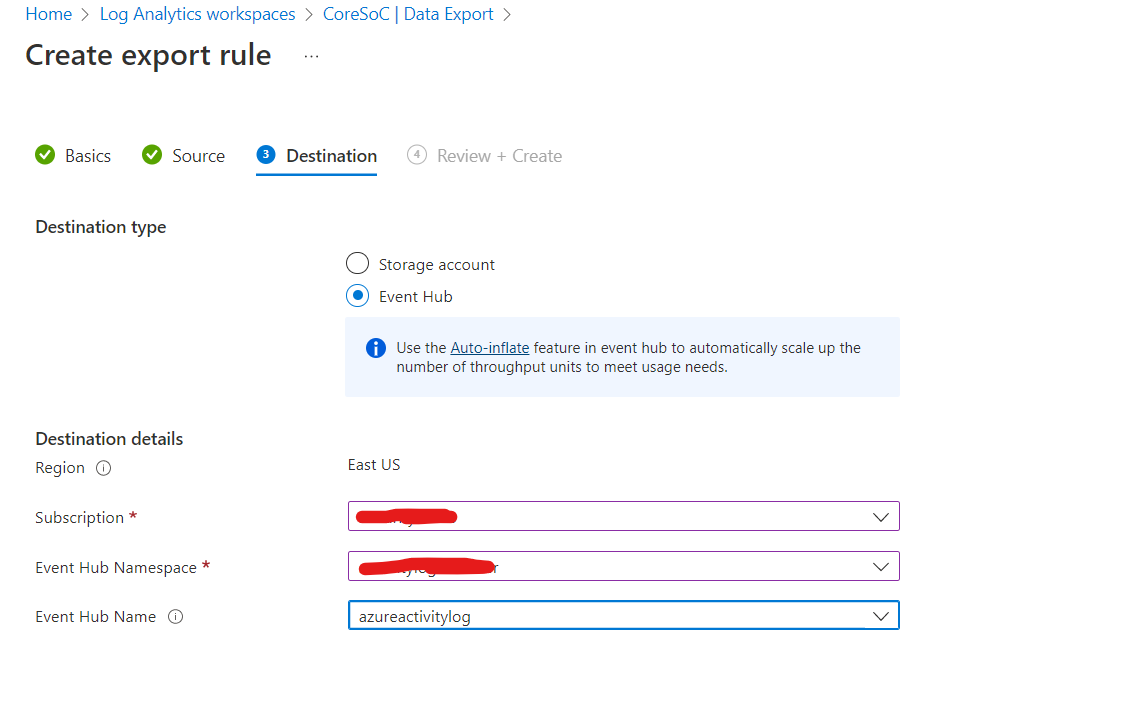 Home > Log Analytics workspaces > CoreSoC | Data Export >
Create export rule ...
Basics Source 3 Destination 4 Review + Create
Destination type
Storage account
Event Hub
Use the Auto-inflate feature in event hub to automatically scale up the
number of throughput units to meet usage needs.
Destination details
Region East US
Subscription *
Event Hub Namespace *
Event Hub Name azureactivitylog